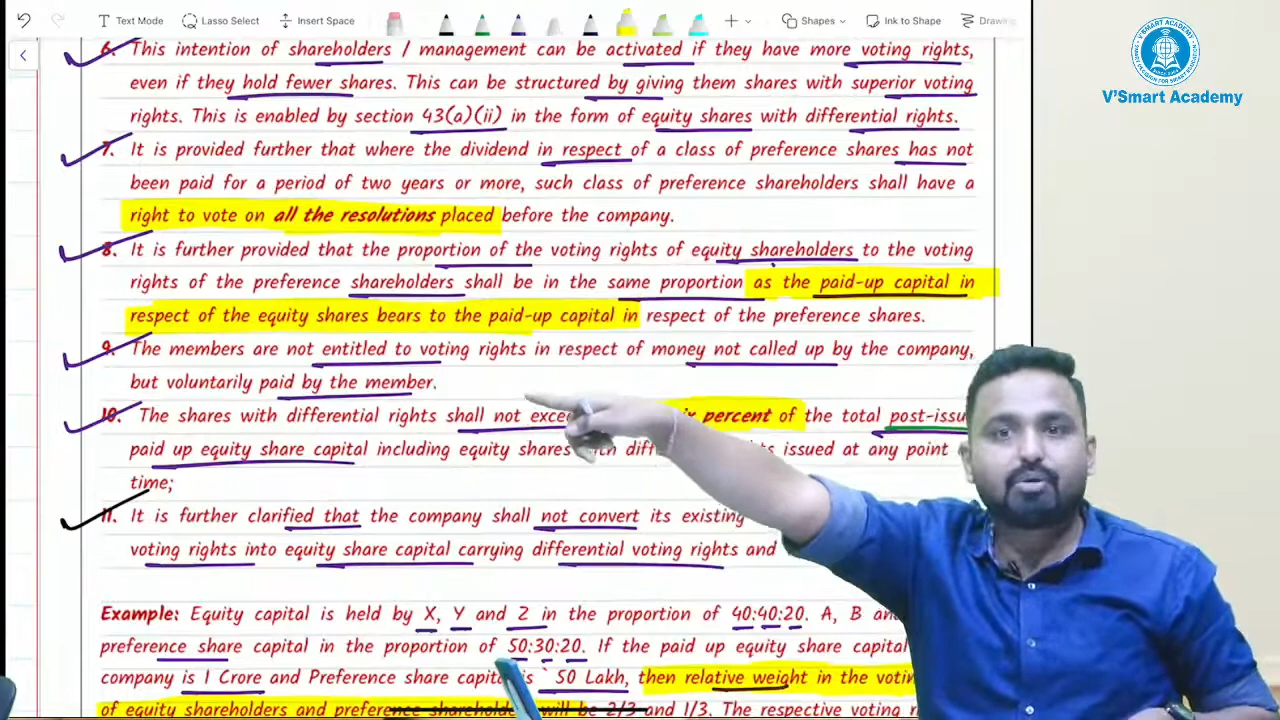 Text Mode Lasso Select Insert Space Shapes Ink to Shape Drawing
6. This intention of shareholders / management can be activated if they have more voting rights,
even if they hold fewer shares. This can be structured by giving them shares with superior voting
rights. This is enabled by section 43(a)(ii) in the form of equity shares with differential rights.
7. It is provided further that where the dividend in respect of a class of preference shares has not
been paid for a period of two years or more, such class of preference shareholders shall have a
right to vote on all the resolutions placed before the company.
8. It is further provided that the proportion of the voting rights of equity shareholders to the voting
rights of the preference shareholders shall be in the same proportion as the paid-up capital in
respect of the equity shares bears to the paid-up capital in respect of the preference shares.
9. The members are not entitled to voting rights in respect of money not called up by the company,
but voluntarily paid by the member.
10. The shares with differential rights shall not percent of the total post-issu
paid up equity share capital including equity shares issued at any point
time;
11. It is further clarified that the company shall not convert its existing
voting rights into equity share capital carrying differential voting rights and
Example: Equity capital is held by X, Y and Z in the proportion of 40:40:20. A, B
preference share capital in the proportion of 50:30:20. If the paid up equity share capital
company is 1 Crore and Preference share capital is ` 50 Lakh, then relative weight in the
of equity shareholders and preference shareholders will be 2/3 and 1/3. The respective voting
V'Smart Academy